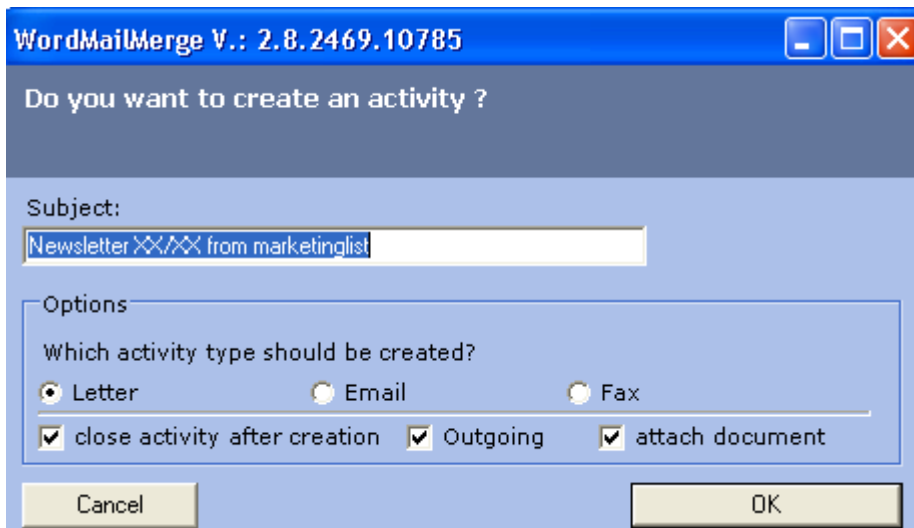 WordMailMerge V.: 2.8.2469.10785
Do you want to create an activity ?
Subject:
Newsletter XX/XX from marketinglist
Options
Which activity type should be created?
Letter Email Fax
close activity after creation Outgoing attach document
Cancel OK